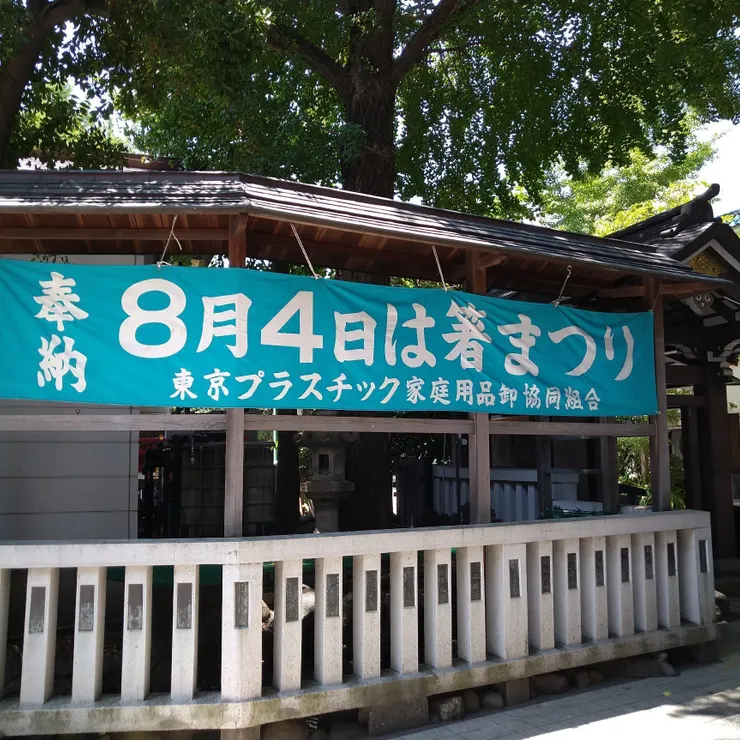 奉納
8月4日は箸まつり
東京プラスチック家庭用品卸協同組合